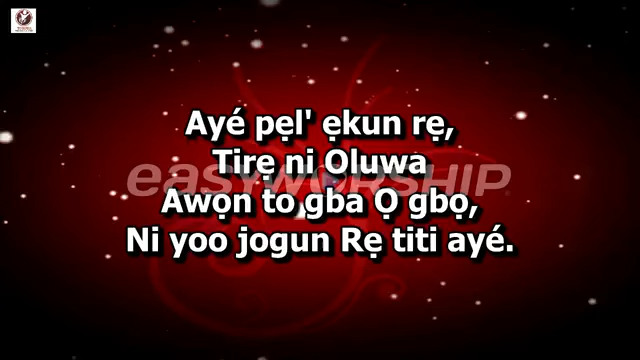 Ayé pẹl' ẹkun rẹ,
Tirẹ ni Oluwa
easyworship
Awọn to gba Ọ gbọ,
Ni yoo jogun Rẹ titi ayé.